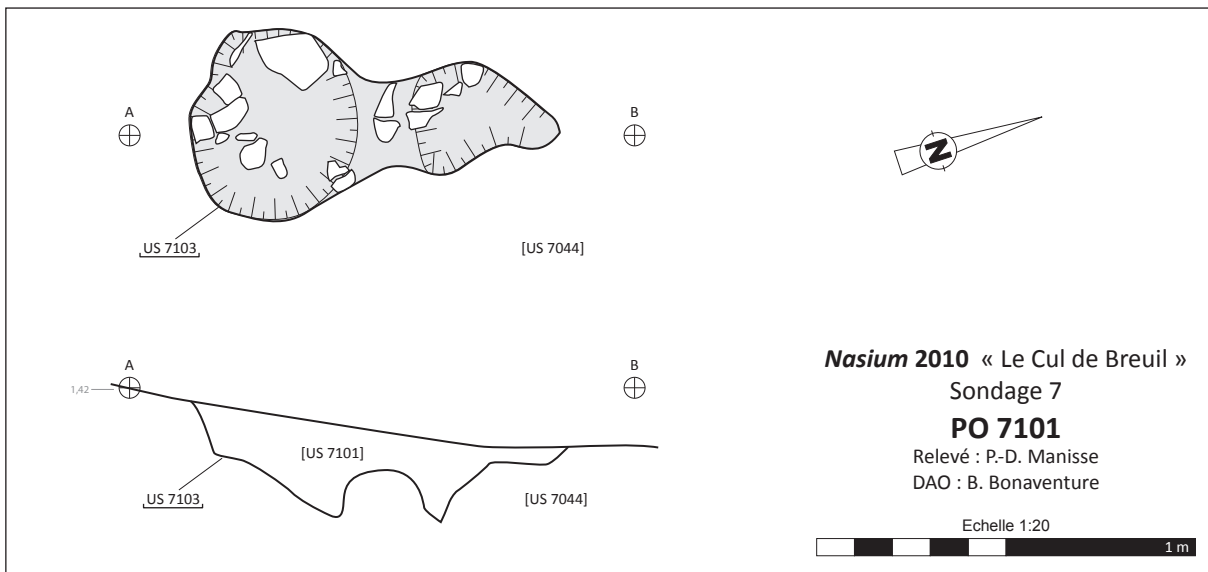 A
B
N
US 7103
[US 7044]
A
B
1,42
[US 7101]
US 7103
[US 7044]
Nasium 2010 « Le Cul de Breuil »
Sondage 7
PO 7101
Relevé : P.-D. Manisse
DAO : B. Bonaventure
Echelle 1:20
1 m